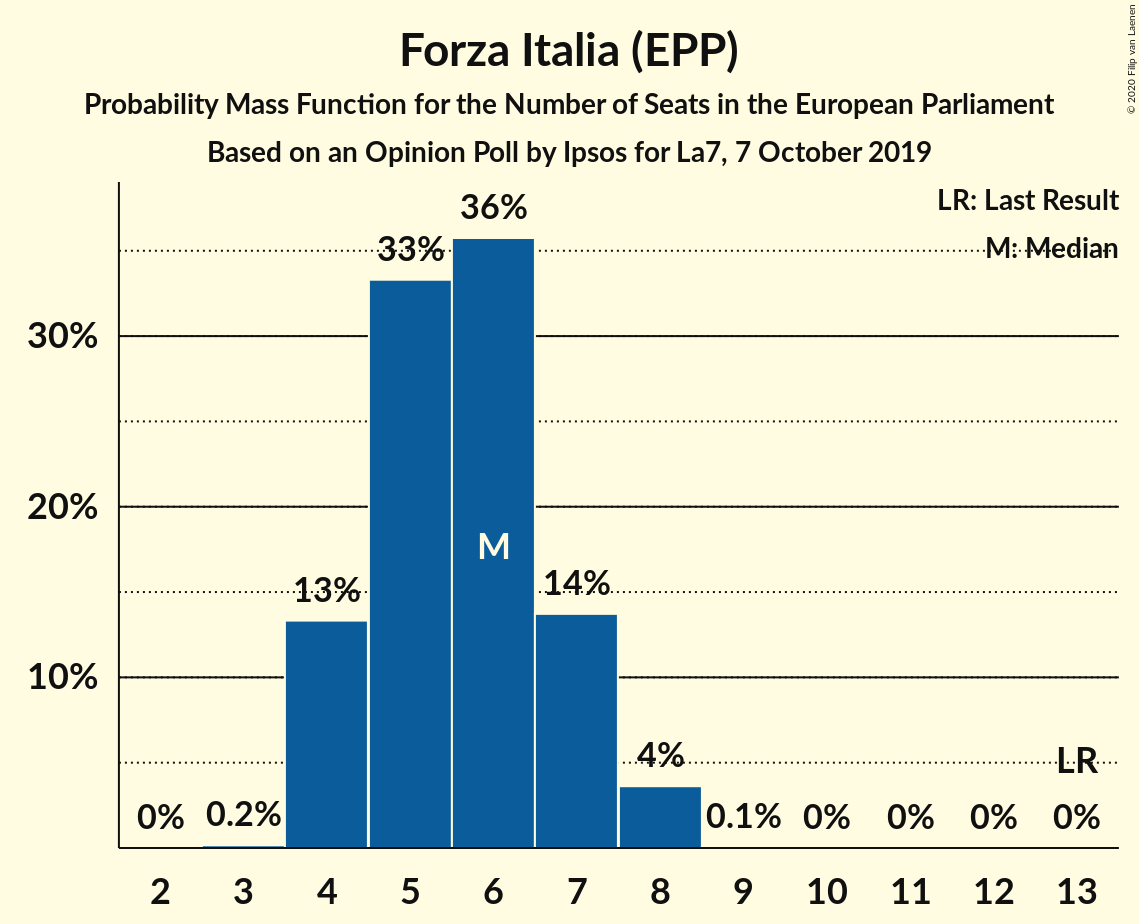 Forza Italia (EPP)
Probability Mass Function for the Number of Seats in the European Parliament
Based on an Opinion Poll by Ipsos for La7, 7 October 2019
© 2020 Filip van Laenen
LR: Last Result
M: Median
30%
20%
10%
0%
0.2%
13%
33%
36%
M
14%
4%
0.1%
0%
0%
0%
LR
0%
2 3 4 5 6 7 8 9 10 11 12 13